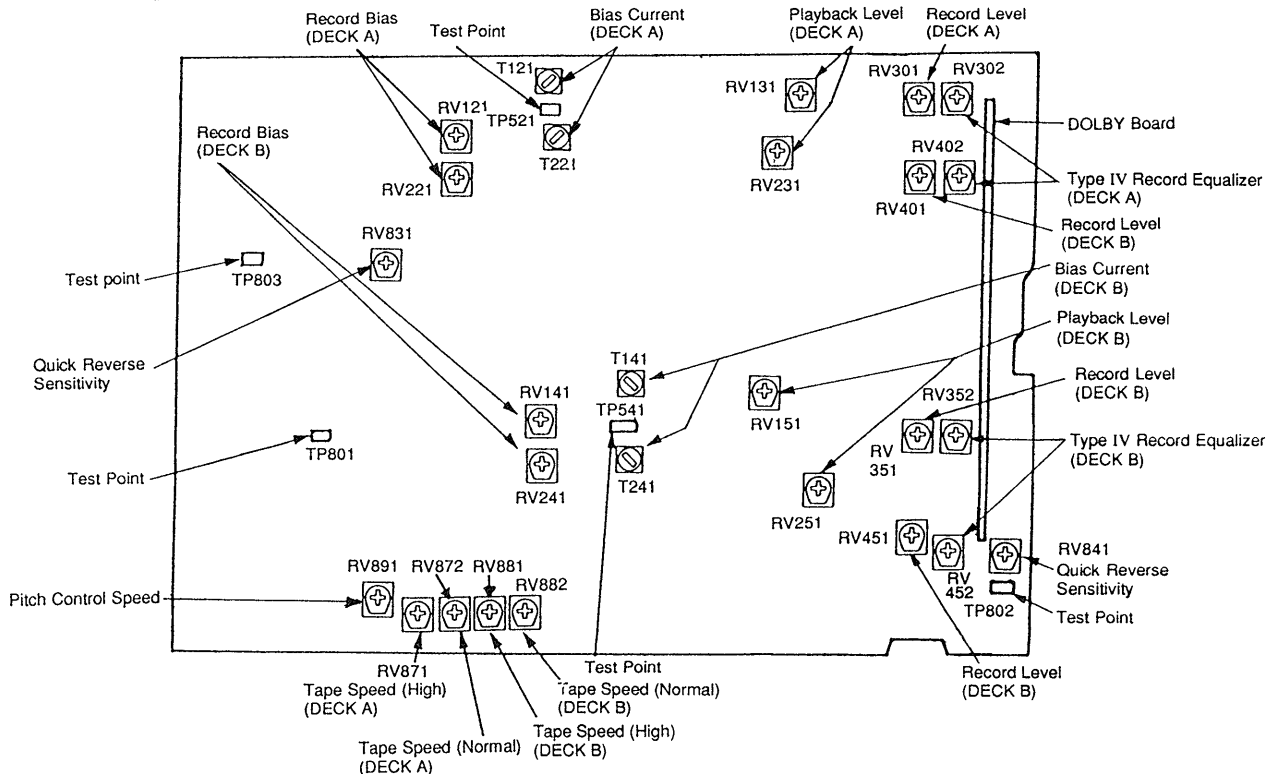 Record Bias
(DECK A)
Test Point
Bias Current
(DECK A)
Playback Level
(DECK A)
Record Level
(DECK A)
T121
RV121
TP521
T221
RV221
RV131
RV231
RV301
RV302
DOLBY Board
RV402
RV401
Type IV Record Equalizer
(DECK A)
Record Level
(DECK B)
Record Bias
(DECK B)
RV831
Test point
TP803
Bias Current
(DECK B)
Playback Level
(DECK B)
Quick Reverse
Sensitivity
T141
RV141
TP541
RV151
RV352
Record Level
(DECK B)
TP801
Test Point
RV241
T241
RV
351
Type IV Record Equalizer
(DECK B)
RV251
RV451
RV841
Quick Reverse
Sensitivity
RV
452
TP802
Test Point
RV891
RV872
RV881
RV882
Pitch Control Speed
RV871
Tape Speed (High)
(DECK A)
Test Point
Tape Speed (Normal)
(DECK B)
Record Level
(DECK B)
Tape Speed (High)
(DECK B)
Tape Speed (Normal)
(DECK A)